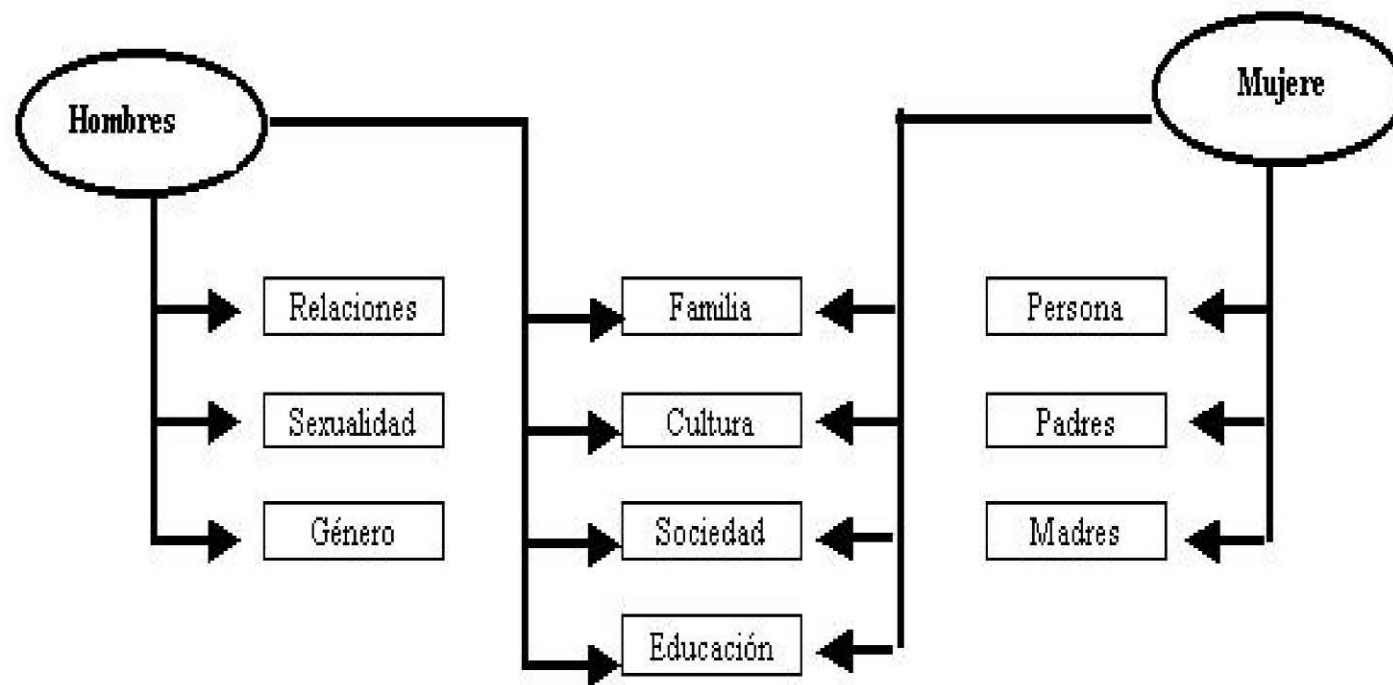 Hombres
Mujere
Relaciones
Familia
Persona
Sexualidad
Cultura
Padres
Género
Sociedad
Madres
Educación